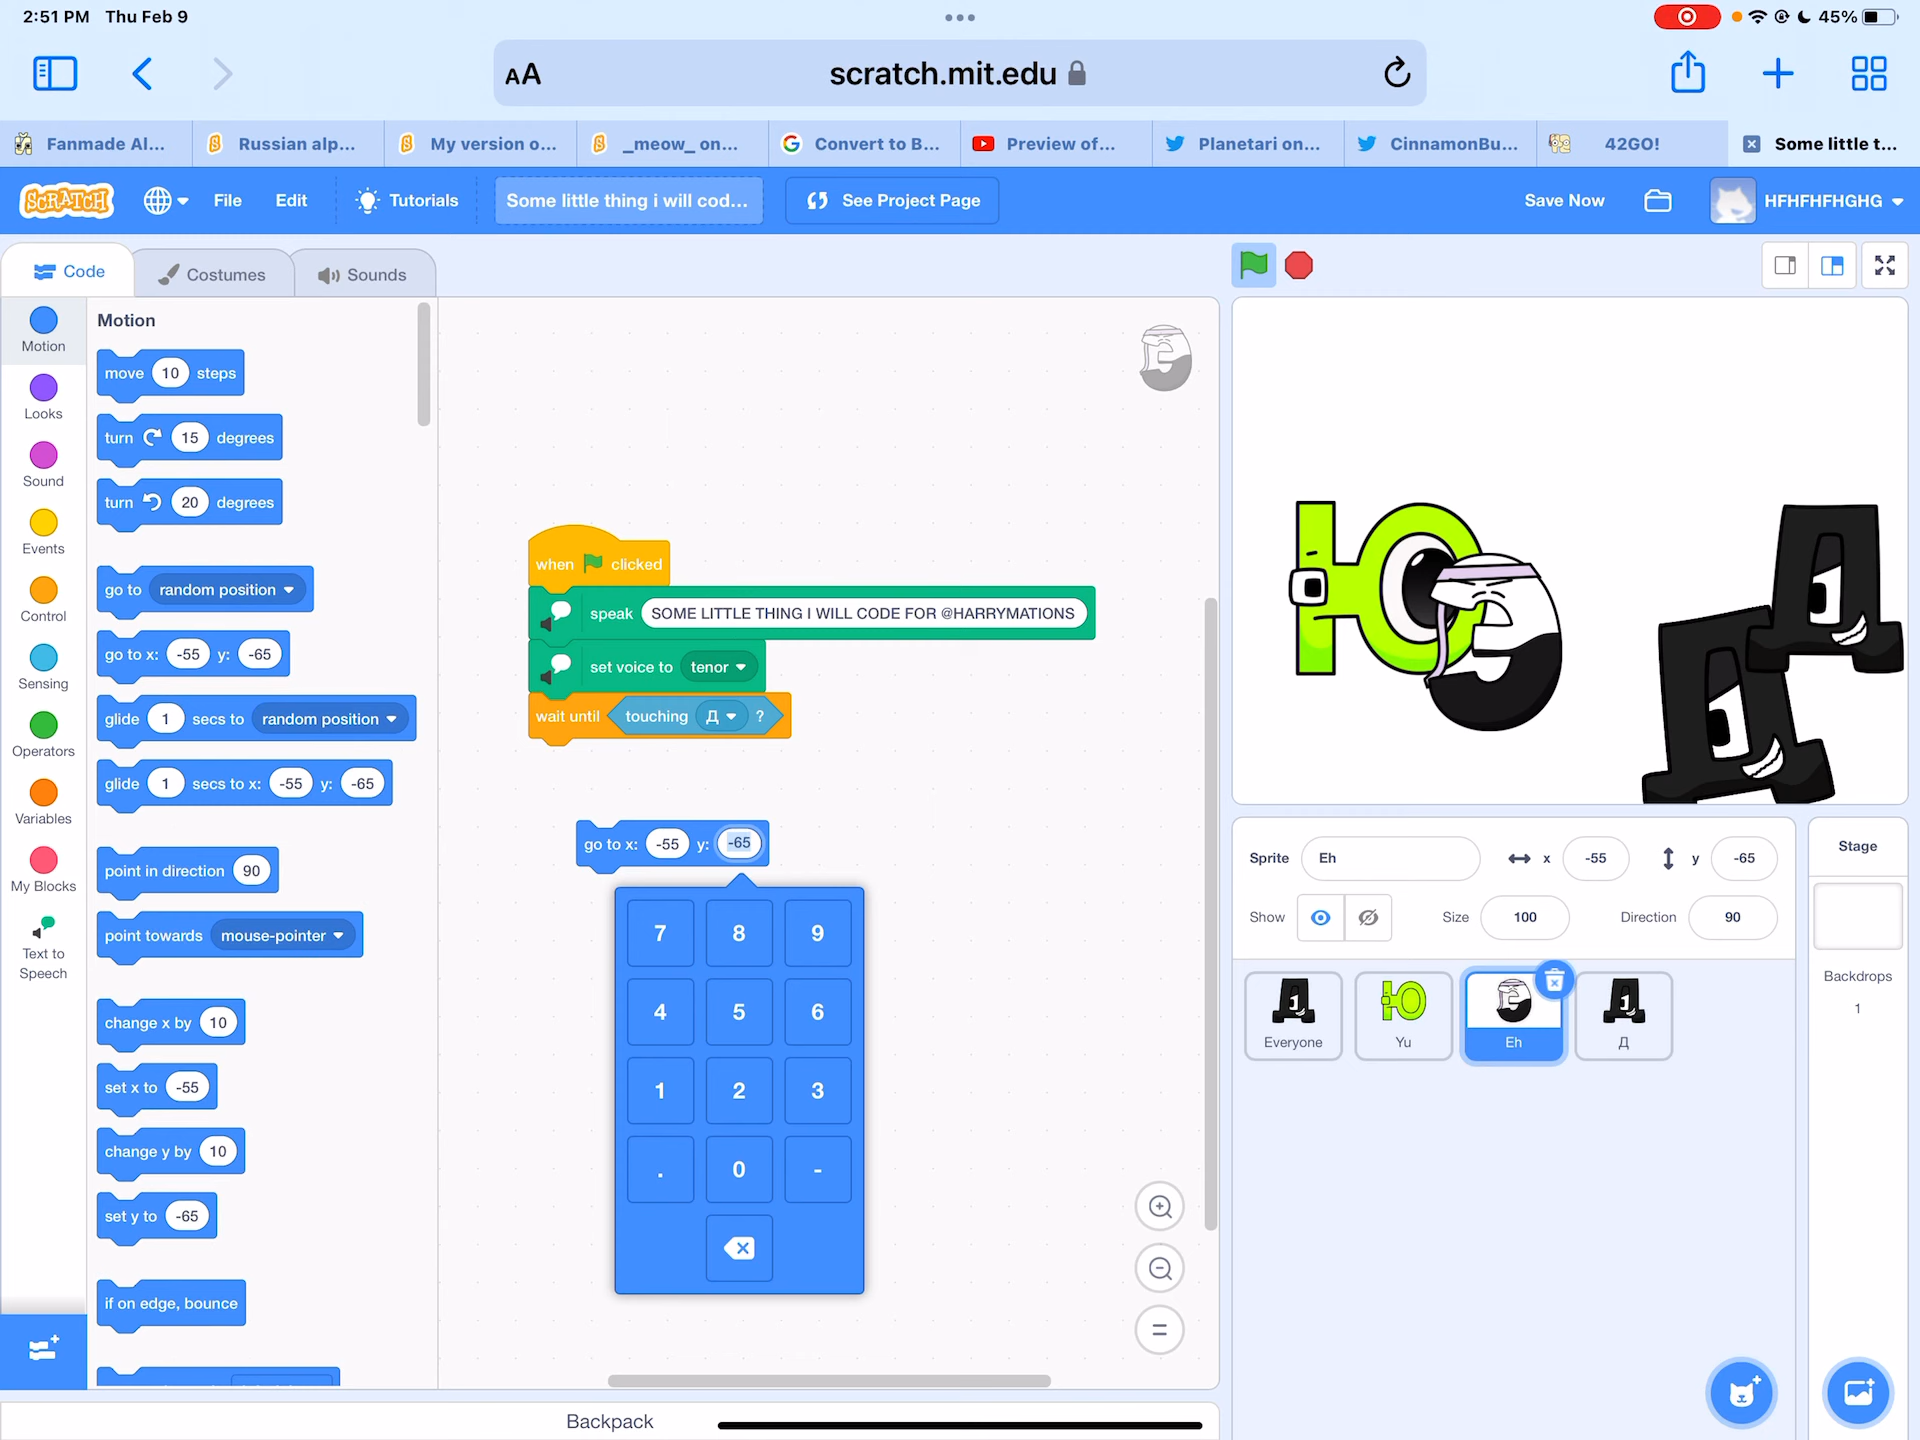 2:51 PM Thu Feb 9
45%
AA scratch.mit.edu
Fanmade Al...
Russian alp...
My version o...
_meow_ on...
Convert to B...
Preview of...
Planetari on...
CinnamonBu...
42GO!
Some little t...
SCRATCH
File
Edit
Tutorials
Some little thing i will cod...
See Project Page
Save Now
HFHFHFHGHG
Code
Costumes
Sounds
Motion
Looks
Sound
Events
Control
Sensing
Operators
Variables
My Blocks
Text to
Speech
Motion
move 10 steps
turn 15 degrees
turn 20 degrees
go to random position
go to x: -55 y: -65
glide 1 secs to random position
glide 1 secs to x: -55 y: -65
point in direction 90
point towards mouse-pointer
change x by 10
set x to -55
change y by 10
set y to -65
if on edge, bounce
when clicked
speak SOME LITTLE THING I WILL CODE FOR @HARRYMATIONS
set voice to tenor
wait until touching Д ?
go to x: -55 y: -65
7 8 9
4 5 6
1 2 3
. 0 -
Backpack
Sprite Eh x -55 y -65
Show Size 100 Direction 90
Everyone
Yu
Eh
Д
Stage
Backdrops
1